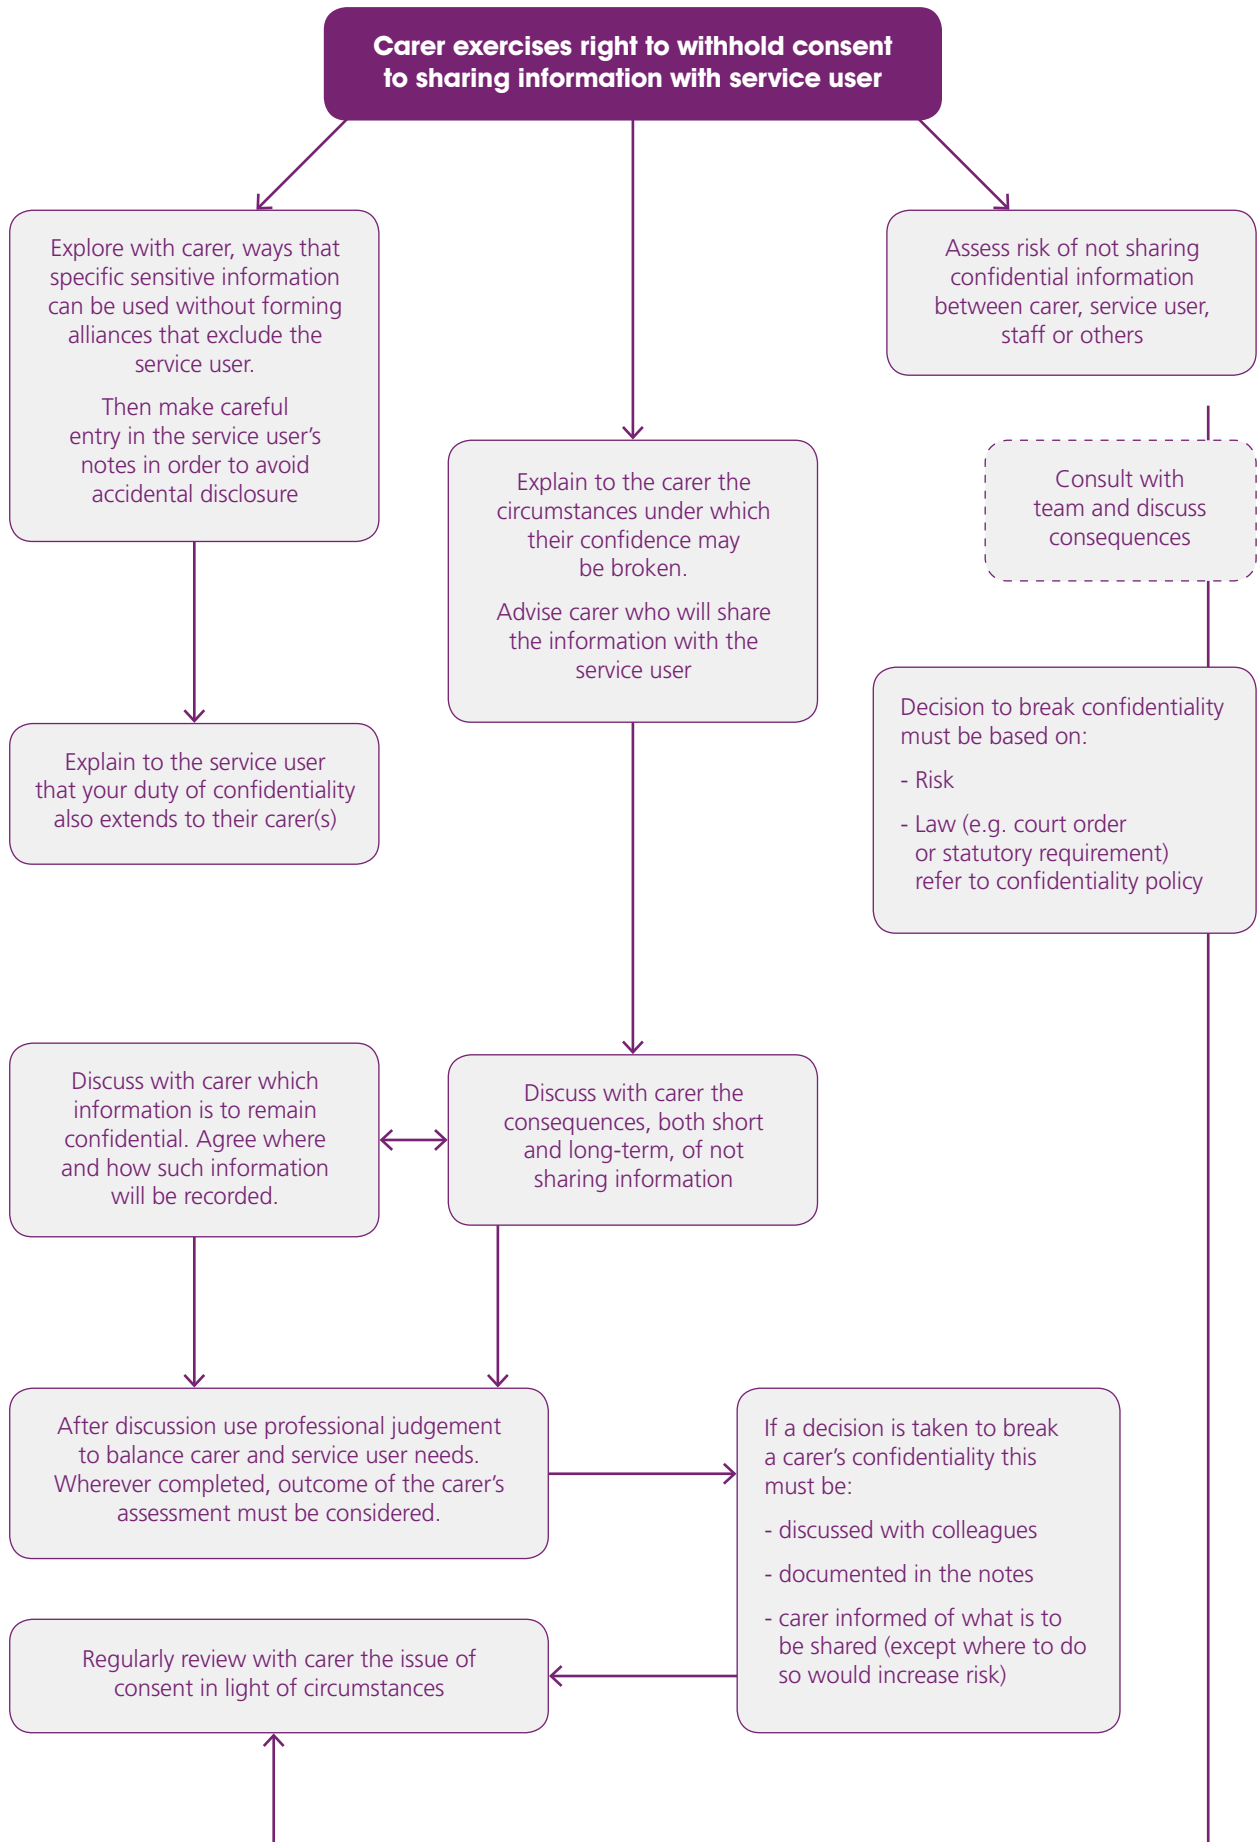 Carer exercises right to withhold consent
to sharing information with service user
Explore with carer, ways that
specific sensitive information
can be used without forming
alliances that exclude the
service user.
Then make careful
entry in the service user’s
notes in order to avoid
accidental disclosure
Explain to the service user
that your duty of confidentiality
also extends to their carer(s)
Explain to the carer the
circumstances under which
their confidence may
be broken.
Advise carer who will share
the information with the
service user
Assess risk of not sharing
confidential information
between carer, service user,
staff or others
Consult with
team and discuss
consequences
Decision to break confidentiality
must be based on:
- Risk
- Law (e.g. court order
or statutory requirement)
refer to confidentiality policy
Discuss with carer which
information is to remain
confidential. Agree where
and how such information
will be recorded.
Discuss with carer the
consequences, both short
and long-term, of not
sharing information
After discussion use professional judgement
to balance carer and service user needs.
Wherever completed, outcome of the carer’s
assessment must be considered.
If a decision is taken to break
a carer’s confidentiality this
must be:
- discussed with colleagues
- documented in the notes
- carer informed of what is to
be shared (except where to do
so would increase risk)
Regularly review with carer the issue of
consent in light of circumstances